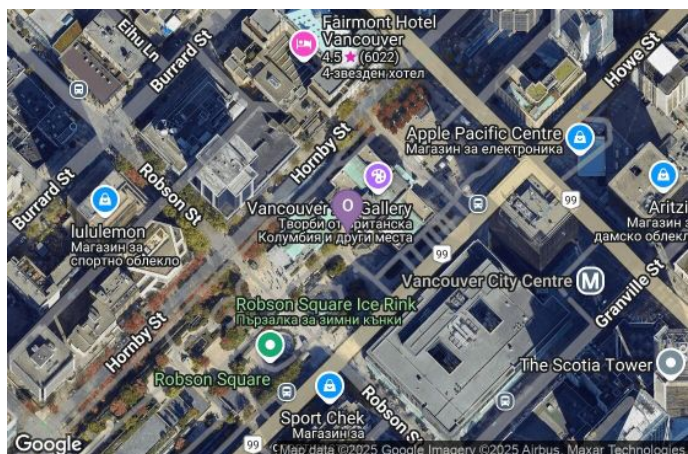 Fairmont Hotel
Vancouver
4.5 ★ (6022)
4-звезден хотел
Eihu Ln
Burrard St
Howe St
Hornby St
Apple Pacific Centre
Магазин за електроника
Robson St
Burrard St
lululemon
Магазин за
спортно облекло
Vancouver Gallery
O
Творби от Британска
Колумбия и други места
99
Aritzi
Магазин з
дамско облекл
99
Vancouver City Centre
M
Granville St
Robson Square Ice Rink
Пързалка за зимни кънки
Hornby St
Robson Square
The Scotia Tower
Sport Chek
Магазин за
Robson St
99
Google
Map data ©2025 Google Imagery ©2025 Airbus, Maxar Technologies